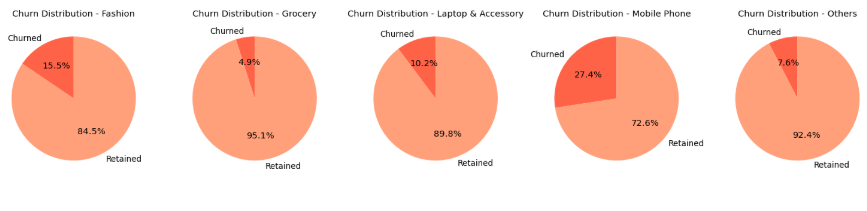 Churn Distribution - Fashion
Churned
15.5%
84.5%
Retained
Churn Distribution - Grocery
Churned
4.9%
95.1%
Retained
Churn Distribution - Laptop & Accessory
Churned
10.2%
89.8%
Retained
Churn Distribution - Mobile Phone
Churned
27.4%
72.6%
Retained
Churn Distribution - Others
Churned
7.6%
92.4%
Retained